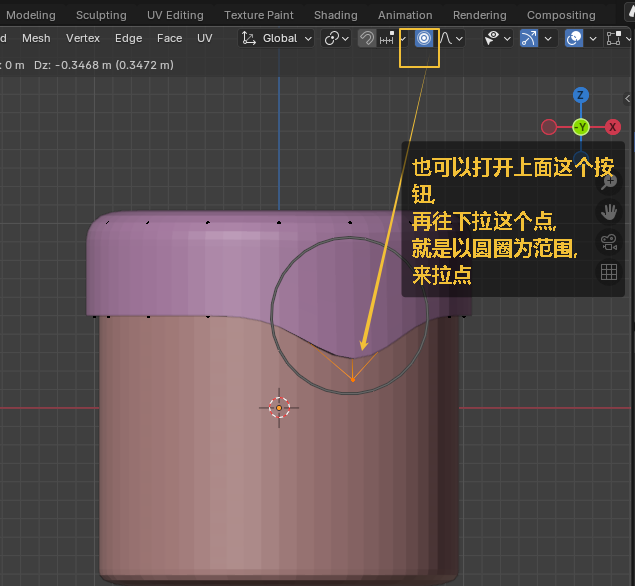 Modeling Sculpting UV Editing Texture Paint Shading Animation Rendering Compositing
d Mesh Vertex Edge Face UV Global
: 0 m Dz: -0.3468 m (0.3472 m)
Z
-Y X
也可以打开上面这个按
钮,
再往下拉这个点,
就是以圆圈为范围,
来拉点